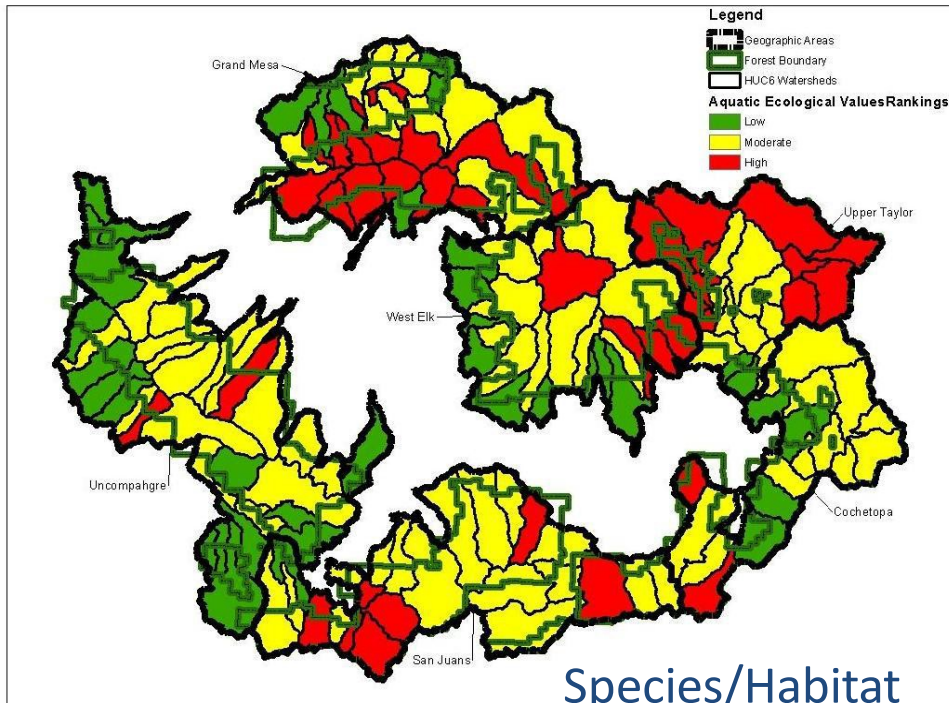 Legend
Geographic Areas
Forest Boundary
HUC6 Watersheds
Aquatic Ecological ValuesRankings
Low
Moderate
High
Grand Mesa
Upper Taylor
West Elk
Uncompahgre
Cochetopa
San Juans
Species/Habitat